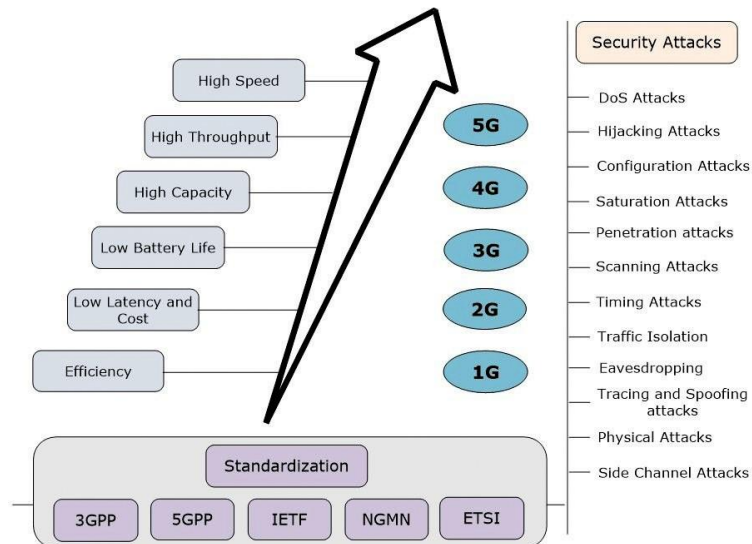 High Speed
High Throughput
High Capacity
Low Battery Life
Low Latency and
Cost
Efficiency
5G
4G
3G
2G
1G
Security Attacks
DoS Attacks
Hijacking Attacks
Configuration Attacks
Saturation Attacks
Penetration attacks
Scanning Attacks
Timing Attacks
Traffic Isolation
Eavesdropping
Tracing and Spoofing
attacks
Physical Attacks
Side Channel Attacks
Standardization
3GPP
5GPP
IETF
NGMN
ETSI